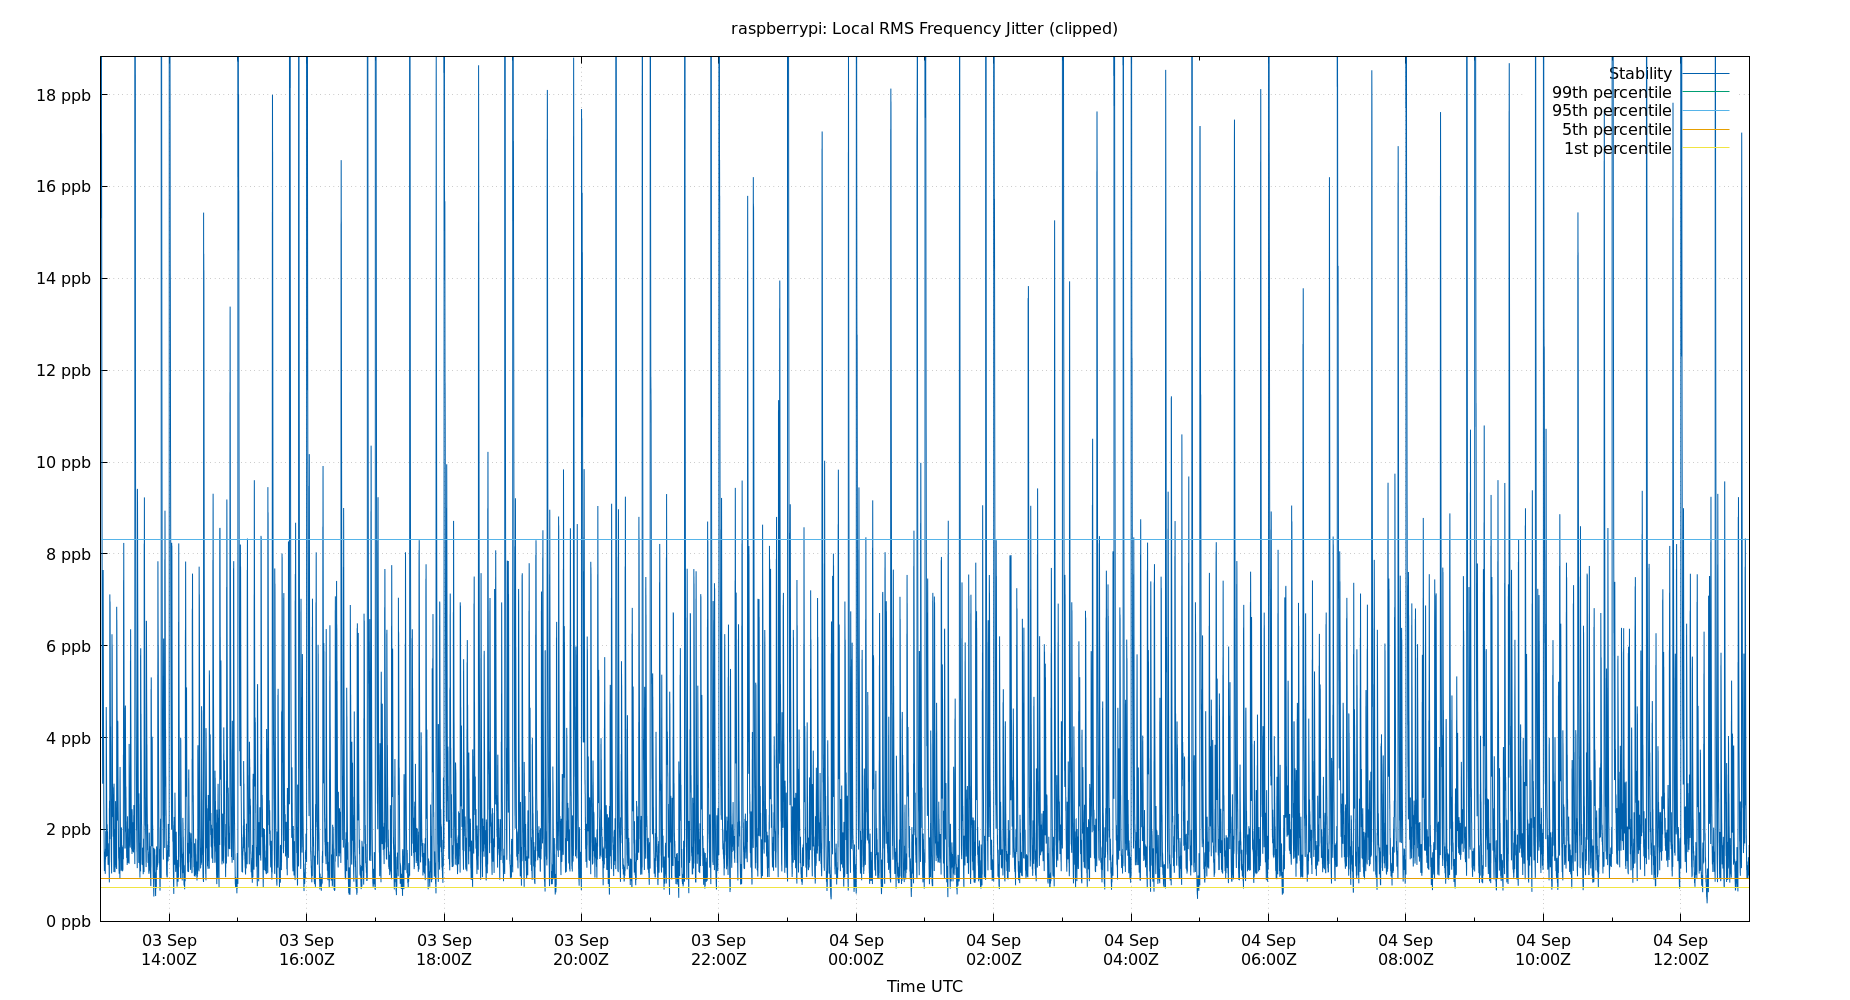 raspberrypi: Local RMS Frequency Jitter (clipped)
Stability
99th percentile
95th percentile
5th percentile
1st percentile
18 ppb
16 ppb
14 ppb
12 ppb
10 ppb
8 ppb
6 ppb
4 ppb
2 ppb
0 ppb
03 Sep 03 Sep 03 Sep 03 Sep 03 Sep 04 Sep 04 Sep 04 Sep 04 Sep 04 Sep 04 Sep 04 Sep
14:00Z 16:00Z 18:00Z 20:00Z 22:00Z 00:00Z 02:00Z 04:00Z 06:00Z 08:00Z 10:00Z 12:00Z
Time UTC